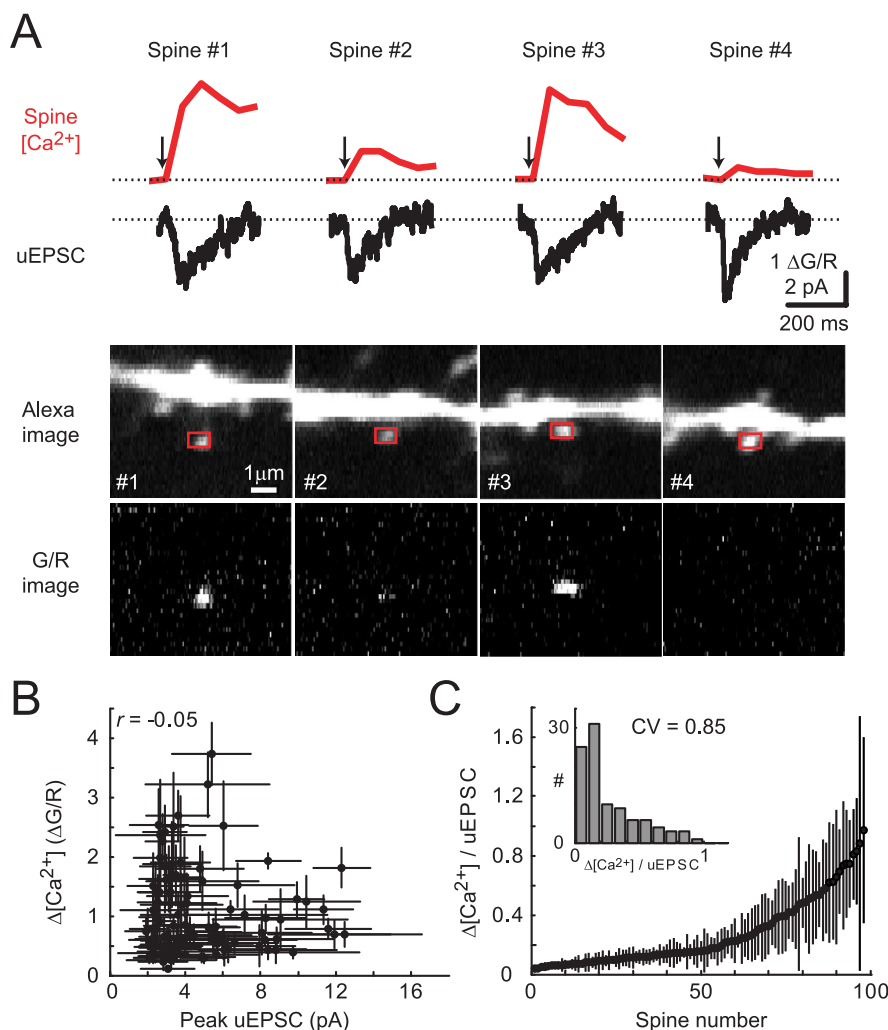 A
Spine #1
Spine #2
Spine #3
Spine #4
Spine
[Ca2+]
uEPSC
1 ΔG/R
2 pA
200 ms
Alexa
image
#1
1μm
#2
#3
#4
G/R
image
B
r = -0.05
Δ[Ca2+] (ΔG/R)
4
3
2
1
0
0
4
8
12
16
Peak uEPSC (pA)
C
Δ[Ca2+] / uEPSC
1.6
1.2
0.8
0.4
0
30
#
0
CV = 0.85
0
1
Δ[Ca2+] / uEPSC
0
50
100
Spine number